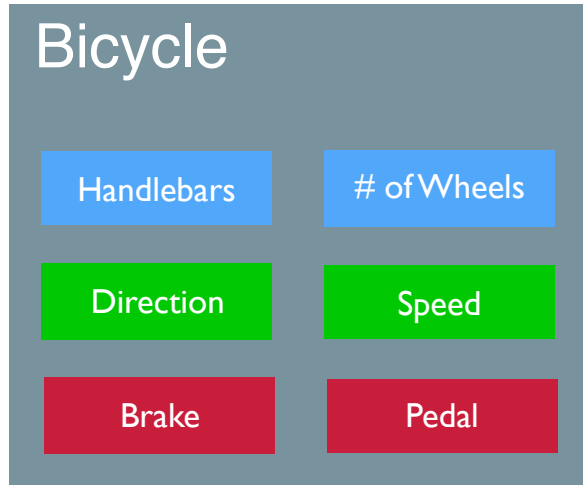 Bicycle
Handlebars
# of Wheels
Direction
Speed
Brake
Pedal